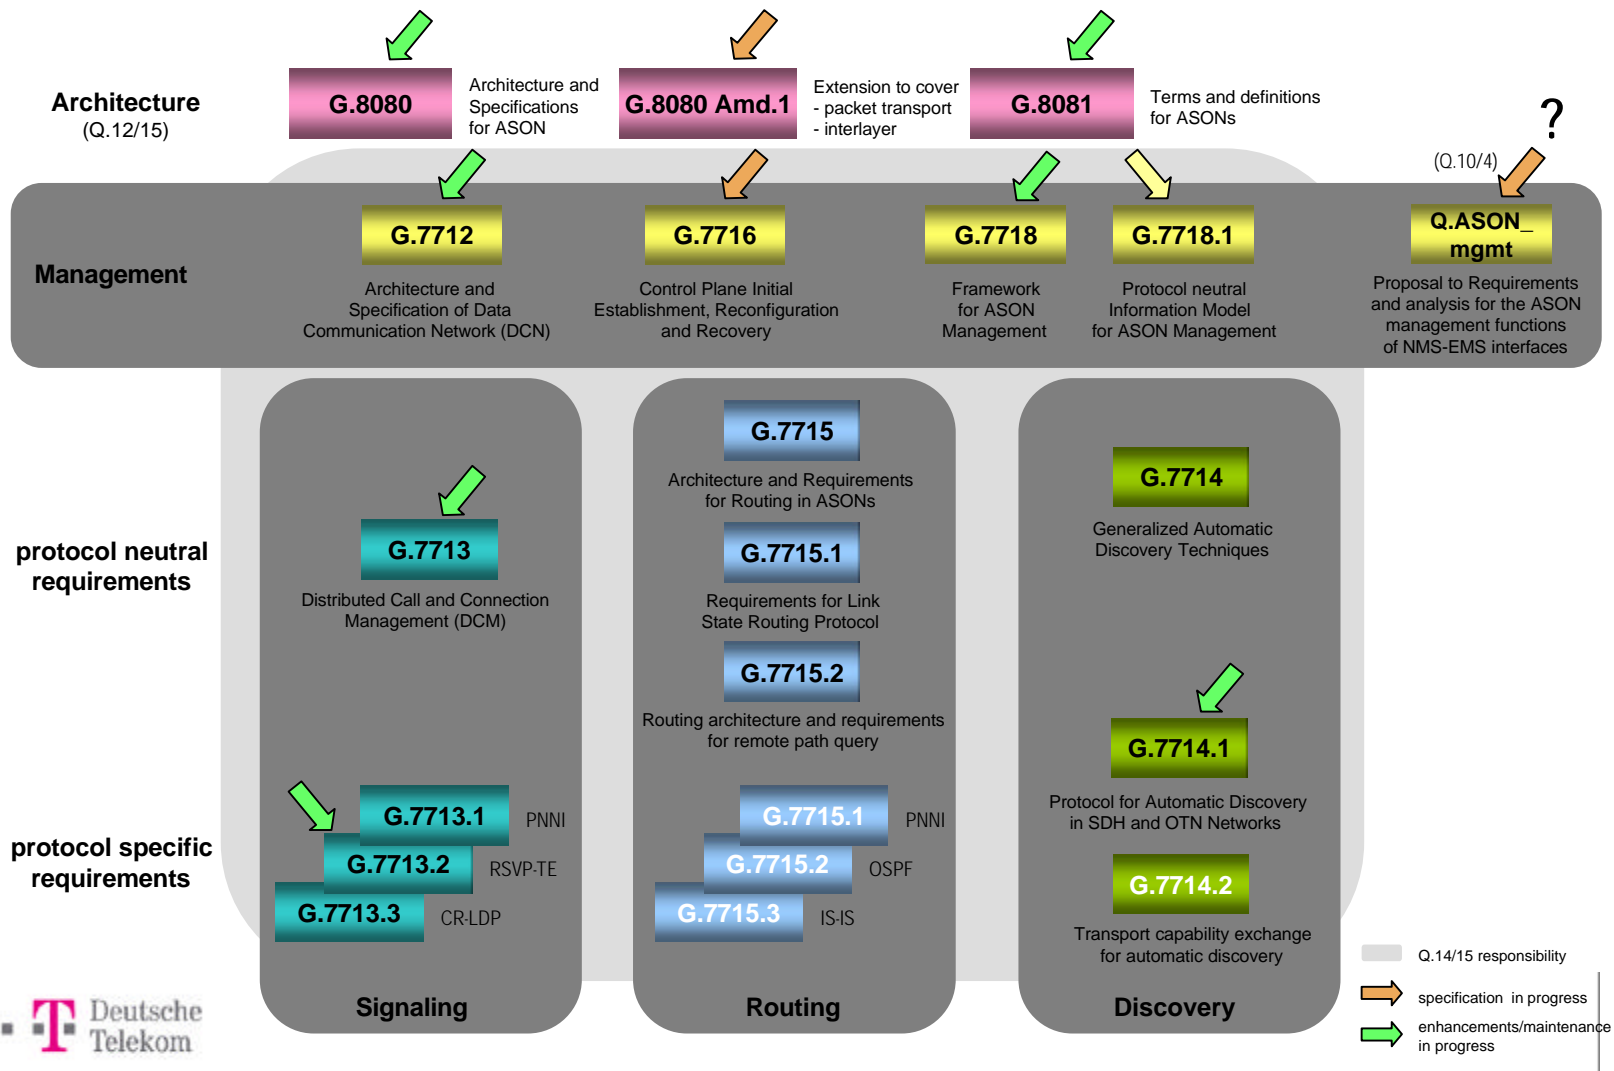 Architecture
(Q.12/15)
G.8080
Architecture and
Specifications
for ASON
G.8080 Amd.1
Extension to cover
- packet transport
- interlayer
G.8081
Terms and definitions
for ASONs
?
(Q.10/4)
Management
G.7712
Architecture and
Specification of Data
Communication Network (DCN)
G.7716
Control Plane Initial
Establishment, Reconfiguration
and Recovery
G.7718
Framework
for ASON
Management
G.7718.1
Protocol neutral
Information Model
for ASON Management
Q.ASON_
mgmt
Proposal to Requirements
and analysis for the ASON
management functions
of NMS-EMS interfaces
protocol neutral
requirements
G.7713
Distributed Call and Connection
Management (DCM)
G.7715
Architecture and Requirements
for Routing in ASONs
G.7715.1
Requirements for Link
State Routing Protocol
G.7715.2
Routing architecture and requirements
for remote path query
G.7714
Generalized Automatic
Discovery Techniques
G.7714.1
Protocol for Automatic Discovery
in SDH and OTN Networks
protocol specific
requirements
G.7713.1 PNNI
G.7713.2 RSVP-TE
G.7713.3 CR-LDP
G.7715.1 PNNI
G.7715.2 OSPF
G.7715.3 IS-IS
G.7714.2
Transport capability exchange
for automatic discovery
Signaling
Routing
Discovery
Q.14/15 responsibility
specification in progress
enhancements/maintenance
in progress
T Deutsche
Telekom